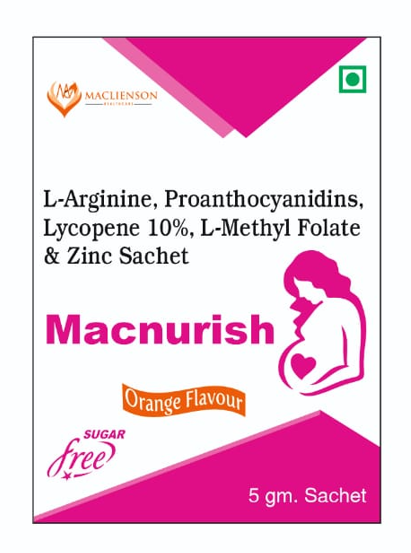 MACLIENSON
HEALTHCARE
L-Arginine, Proanthocyanidins,
Lycopene 10%, L-Methyl Folate
& Zinc Sachet
Macnurish
Orange Flavour
SUGAR
free
5 gm. Sachet